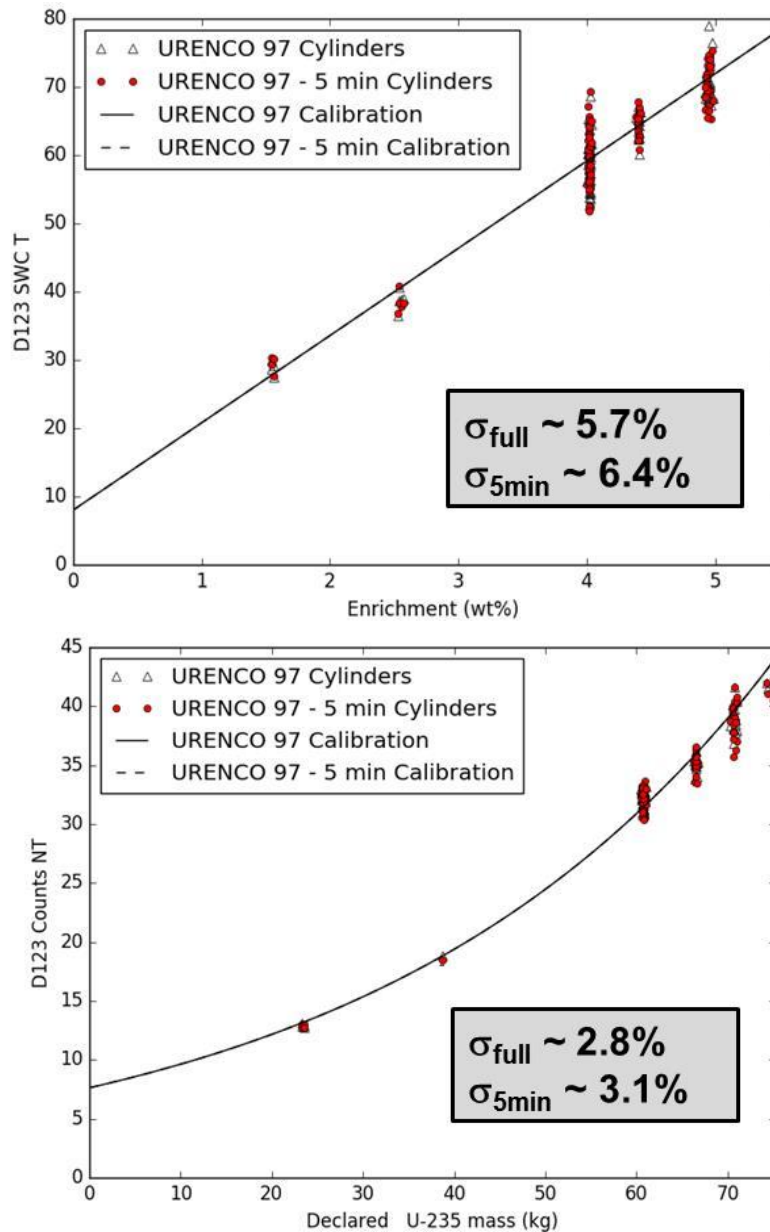 80
70
60
50
40
30
20
10
0
D123 SWC T
URENCO 97 Cylinders
URENCO 97 - 5 min Cylinders
URENCO 97 Calibration
URENCO 97 - 5 min Calibration
σfull ~ 5.7%
σ5min ~ 6.4%
0 1 2 3 4 5
Enrichment (wt%)
45
40
35
30
25
20
15
10
5
0
D123 Counts NT
URENCO 97 Cylinders
URENCO 97 - 5 min Cylinders
URENCO 97 Calibration
URENCO 97 - 5 min Calibration
σfull ~ 2.8%
σ5min ~ 3.1%
0 10 20 30 40 50 60 70
Declared U-235 mass (kg)